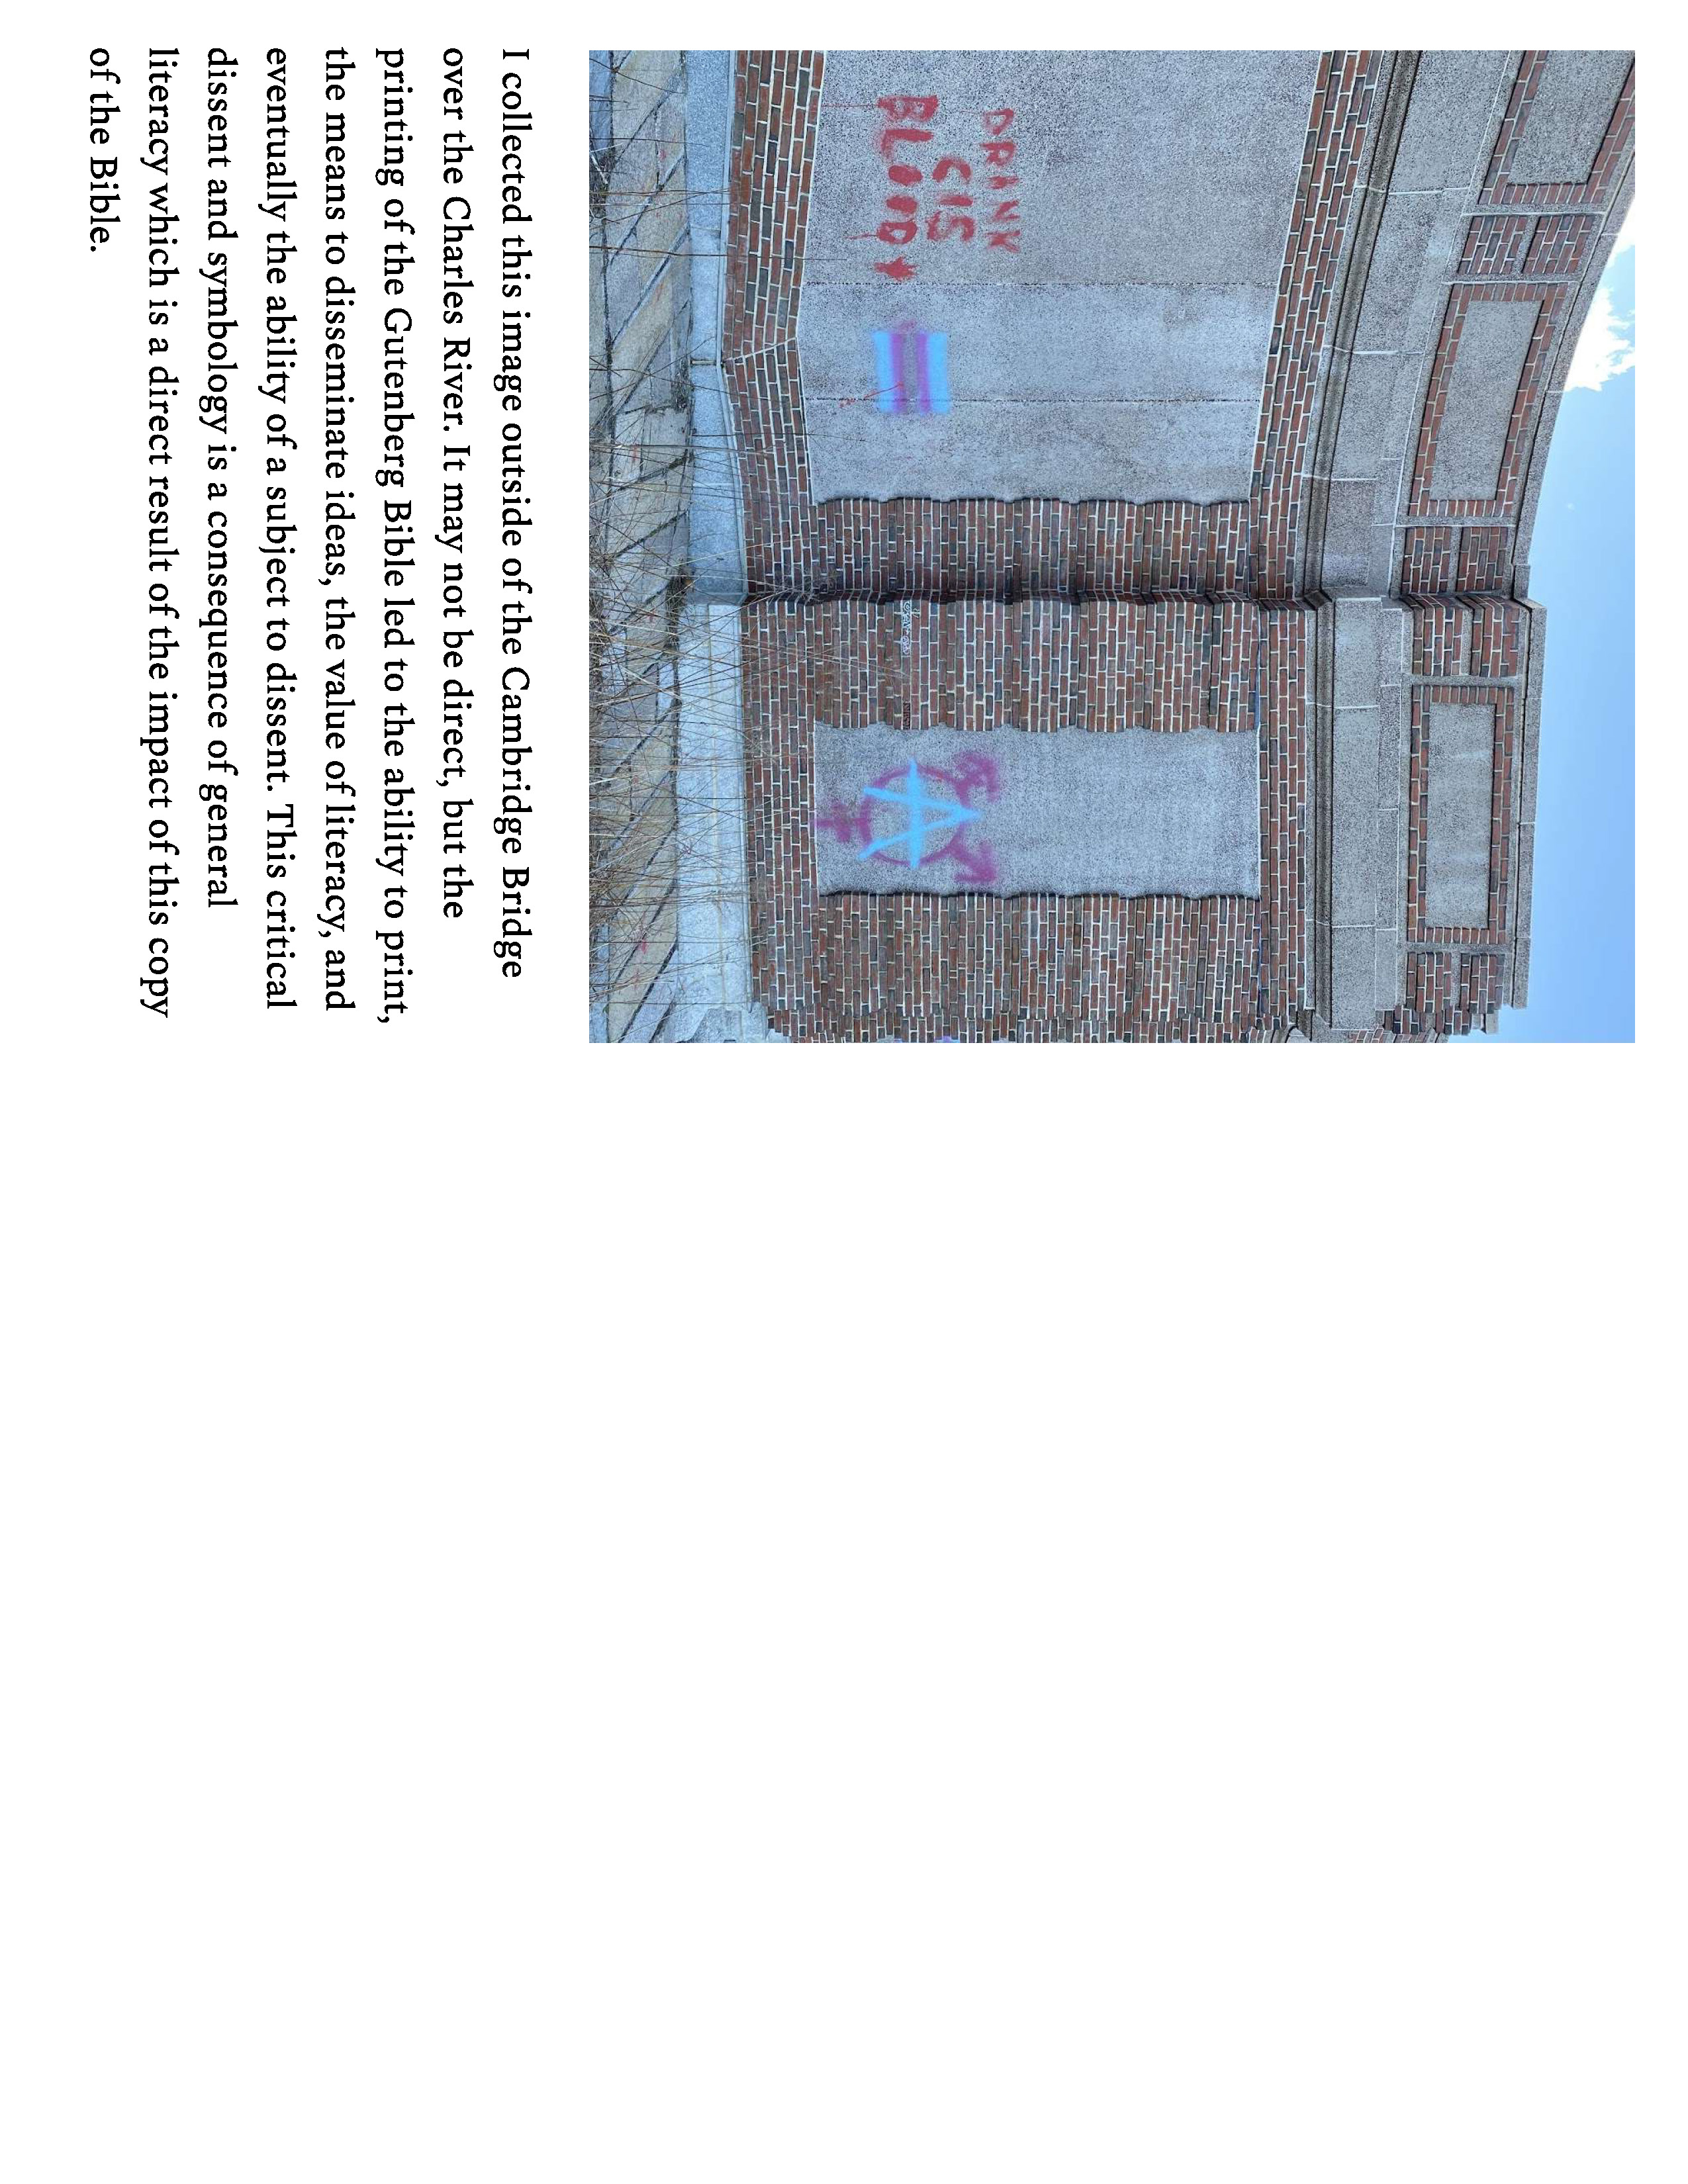 CIS
BLOOD
A
I collected this image outside of the Cambridge Bridge
over the Charles River. It may not be direct, but the
printing of the Gutenberg Bible led to the ability to print,
the means to disseminate ideas, the value of literacy, and
eventually the ability of a subject to dissent. This critical
dissent and symbology is a consequence of general
literacy which is a direct result of the impact of this copy
of the Bible.